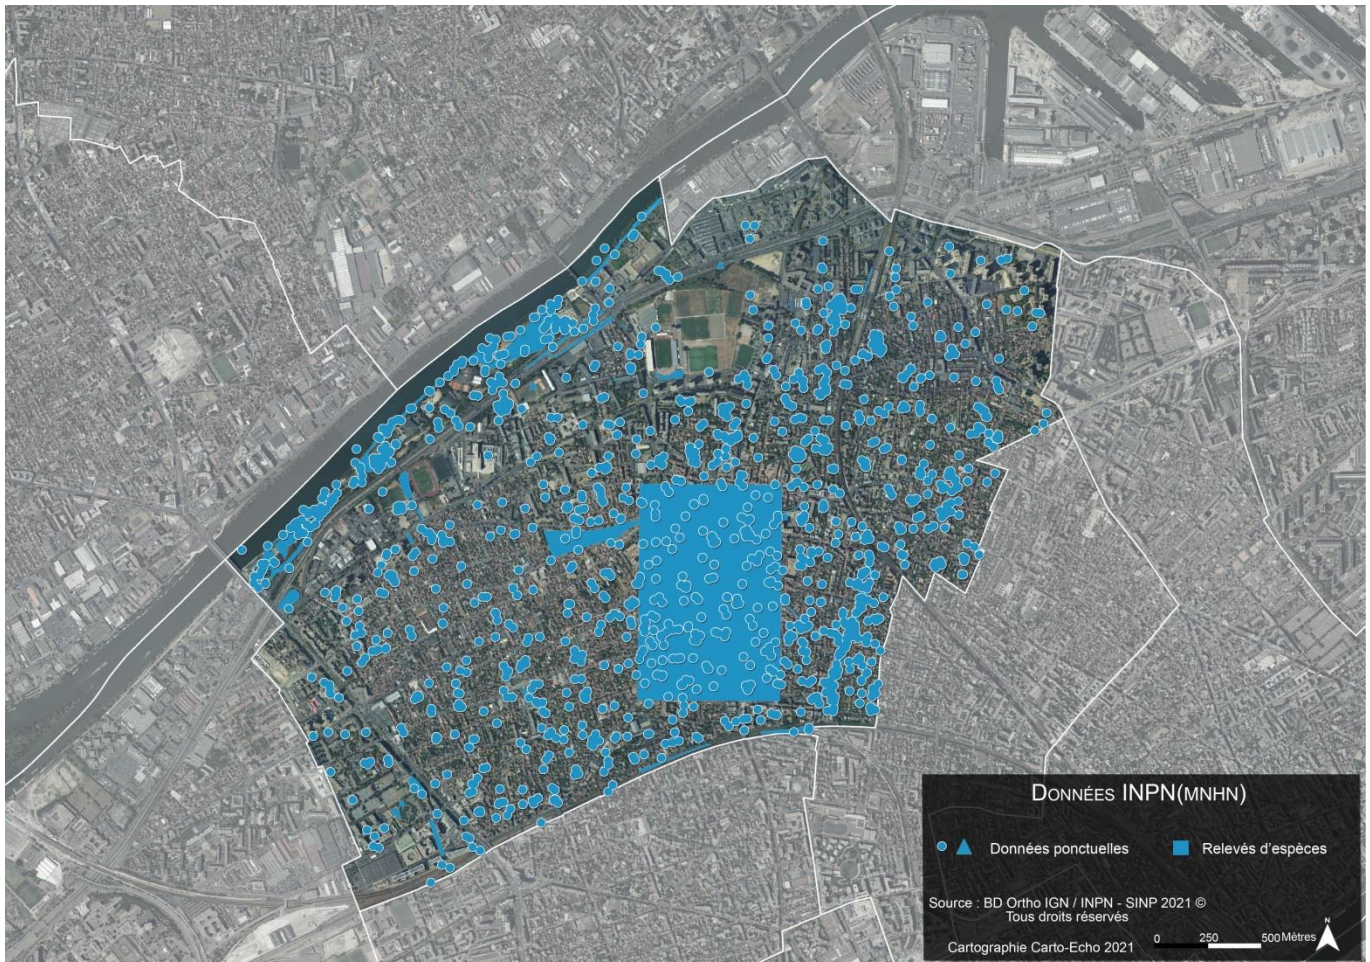 DONNÉES INPN(MNHN)
Données ponctuelles
Relevés d'espèces
Source : BD Ortho IGN / INPN - SINP 2021 ©
Tous droits réservés
Cartographie Carto-Echo 2021
0 250 500 Mètres
N